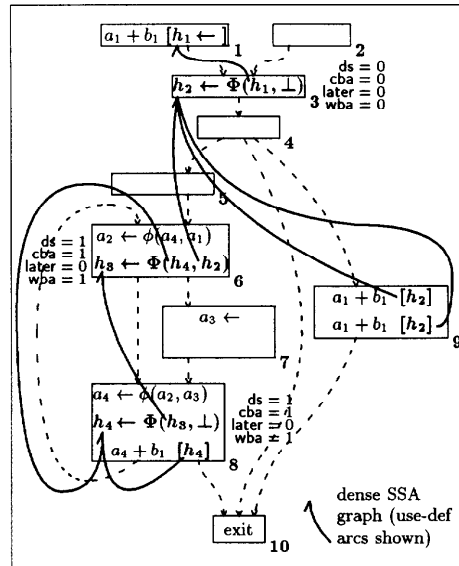 a₁ + b₁ [h₁ ←]
1
2
h₂ ← Φ(h₁, ⊥)
3
ds = 0
cba = 0
later = 0
wba = 0
4
5
ds = 1
cba = 1
later = 0
wba = 1
a₂ ← ϕ(a₄, a₁)
h₃ ← Φ(h₄, h₂)
6
a₃ ←
7
a₁ + b₁ [h₂]
a₁ + b₁ [h₂]
9
a₄ ← ϕ(a₂, a₃)
h₄ ← Φ(h₃, ⊥)
a₄ + b₁ [h₄]
8
ds = 1
cba = 1
later = 0
wba = 1
exit
10
dense SSA
graph (use-def
arcs shown)